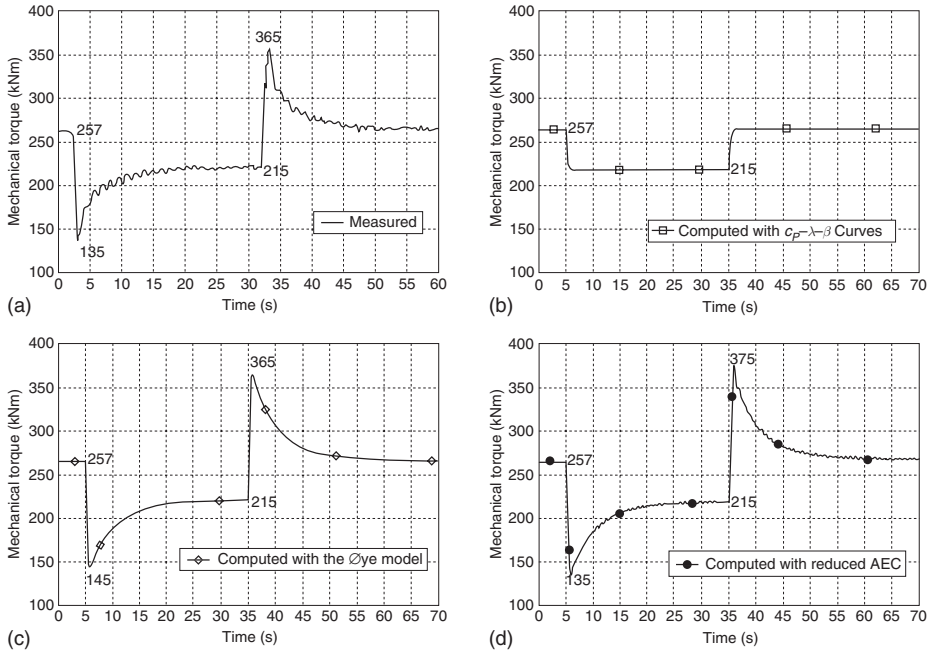 400
350
300
250
200
150
100
Mechanical torque (kNm)
365
257
215
135
Measured
0 5 10 15 20 25 30 35 40 45 50 55 60
Time (s)
(a)
400
350
300
250
200
150
100
Mechanical torque (kNm)
257
215
Computed with cP–λ–β Curves
0 5 10 15 20 25 30 35 40 45 50 55 60 70
Time (s)
(b)
400
350
300
250
200
150
100
Mechanical torque (kNm)
365
257
215
145
Computed with the Øye model
0 5 10 15 20 25 30 35 40 45 50 55 60 70
Time (s)
(c)
400
350
300
250
200
150
100
Mechanical torque (kNm)
375
257
215
135
Computed with reduced AEC
0 5 10 15 20 25 30 35 40 45 50 55 60 70
Time (s)
(d)